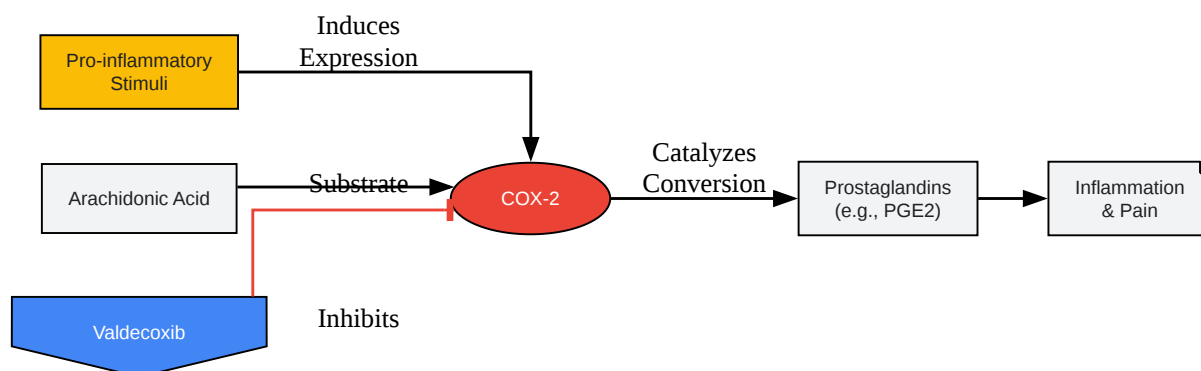 Induces
Expression
Pro-inflammatory
Stimuli
Catalyzes
Conversion
Arachidonic Acid
Substrate
COX-2
Prostaglandins
(e.g., PGE2)
Inflammation
& Pain
Valdecoxib
Inhibits